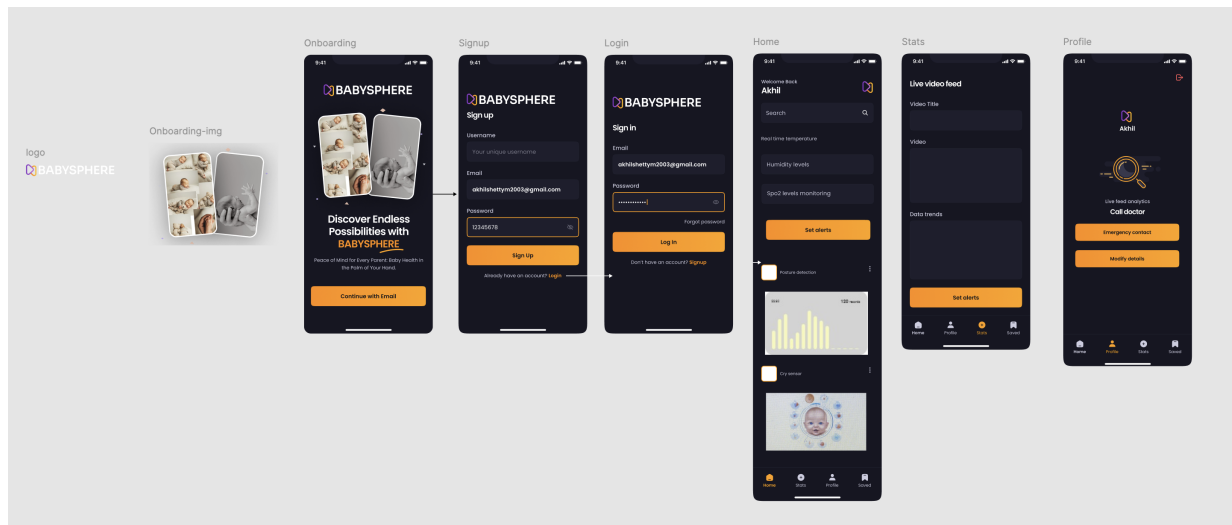 Onboarding
Signup
Login
Home
Stats
Profile
Onboarding-img
logo
BABYSPHERE
9:41
BABYSPHERE
Discover Endless
Possibilities with
BABYSPHERE
Peace of Mind for Every Parent: Baby Health in
the Palm of Your Hand.
Continue with Email
9:41
BABYSPHERE
Sign up
Username
Your unique username
Email
akhilshettym2003@gmail.com
Password
12345678
Sign Up
Already have an account? Login
9:41
BABYSPHERE
Sign in
Email
akhilshettym2003@gmail.com
Password
Forgot password
Log In
Don't have an account? Signup
9:41
Welcome Back
Akhil
Search
Real time temperature
Humidity levels
Spo2 levels monitoring
Set alerts
Posture detection
Cry sensor
Home
Stats
Profile
Saved
9:41
Live video feed
Video Title
Video
Data trends
Set alerts
Home
Profile
Stats
Saved
9:41
Akhil
Live feed analytics
Call doctor
Emergency contact
Modify details
Home
Profile
Stats
Saved